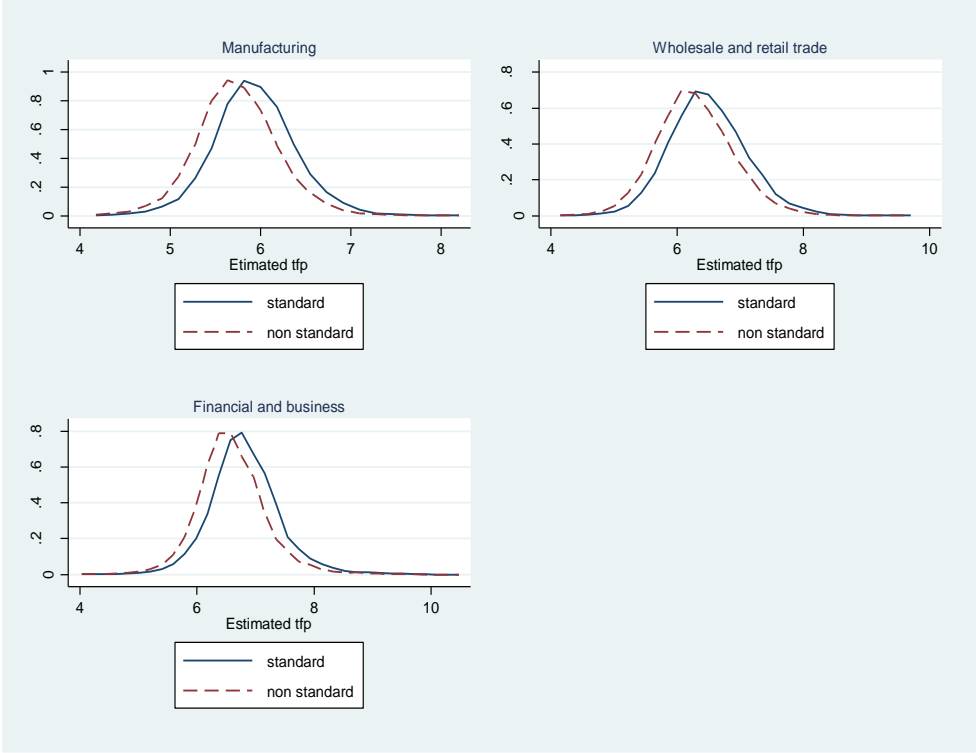 Manufacturing
1
.8
.6
.4
.2
0
4 5 6 7 8
Etimated tfp
standard
non standard
Wholesale and retail trade
.8
.6
.4
.2
0
4 6 8 10
Estimated tfp
standard
non standard
Financial and business
.8
.6
.4
.2
0
4 6 8 10
Estimated tfp
standard
non standard